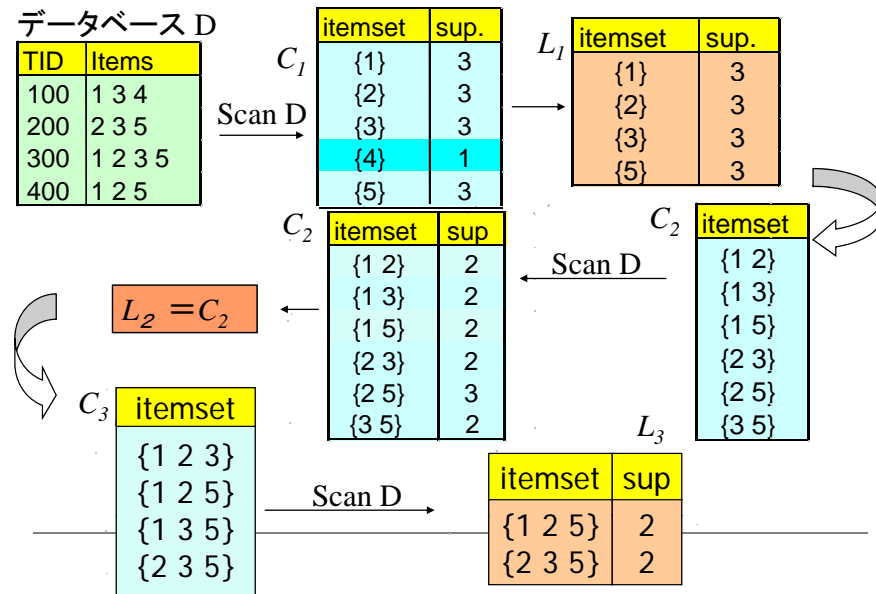 データベース D
TID Items
100 1 3 4
200 2 3 5
300 1 2 3 5
400 1 2 5
Scan D
C1
itemset sup.
{1} 3
{2} 3
{3} 3
{4} 1
{5} 3
L1
itemset sup.
{1} 3
{2} 3
{3} 3
{5} 3
C2
itemset
{1 2}
{1 3}
{1 5}
{2 3}
{2 5}
{3 5}
Scan D
C2
itemset sup
{1 2} 2
{1 3} 2
{1 5} 2
{2 3} 2
{2 5} 3
{3 5} 2
L2 =C2
C3
itemset
{1 2 3}
{1 2 5}
{1 3 5}
{2 3 5}
Scan D
L3
itemset sup
{1 2 5} 2
{2 3 5} 2